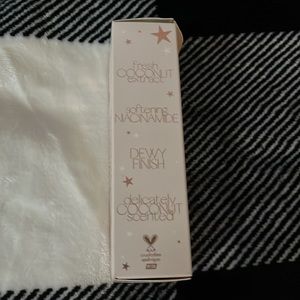 fresh
COCONUT
extract
softening
NIACINAMIDE
DEWY
FINISH
delicately
COCONUT
scented